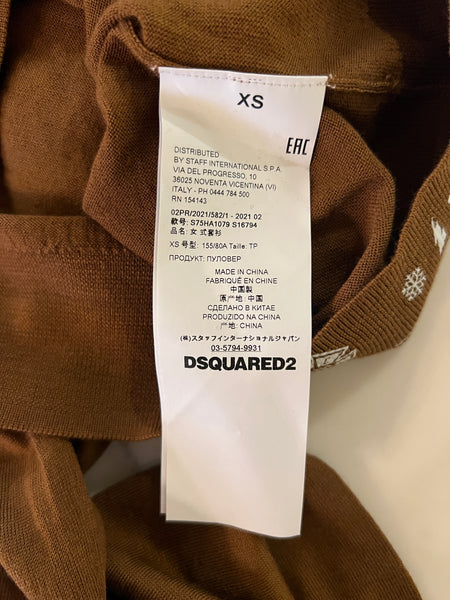 XS
EAC
DISTRIBUTED
BY STAFF INTERNATIONAL S.P.A.
VIA DEL PROGRESSO, 10
36025 NOVENTA VICENTINA (VI)
ITALY - PH 0444 784 500
RN 154143
02PR/2021/582/1 - 2021 02
款号: S75HA1079 S16794
品名: 女式套衫
XS 号型: 155/80A Taille: TP
ПРОДУКТ: ПУЛОВЕР
MADE IN CHINA
FABRIQUÉ EN CHINE
中国製
原产地: 中国
СДЕЛАНО В КИТАЕ
PRODUZIDO NA CHINA
产地: CHINA
(株)スタッフインターナショナルジャパン
03-5794-9931
DSQUARED2